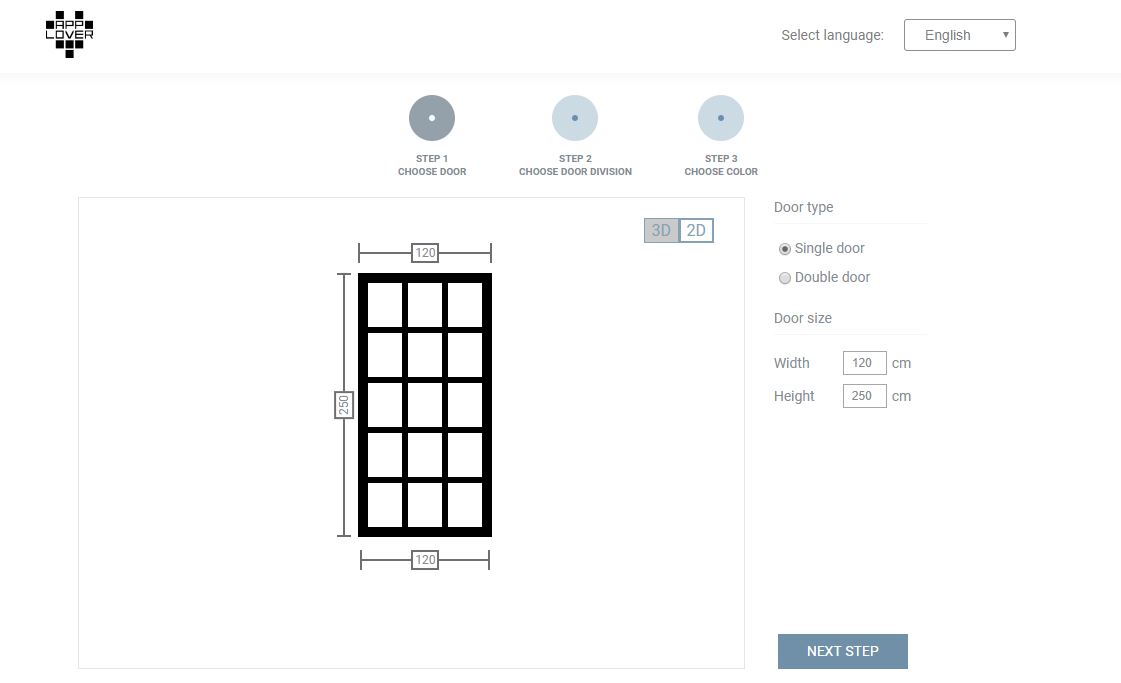 APP
LOVER
Select language:
English
STEP 1
CHOOSE DOOR
STEP 2
CHOOSE DOOR DIVISION
STEP 3
CHOOSE COLOR
3D 2D
120
250
120
Door type
Single door
Double door
Door size
Width 120 cm
Height 250 cm
NEXT STEP